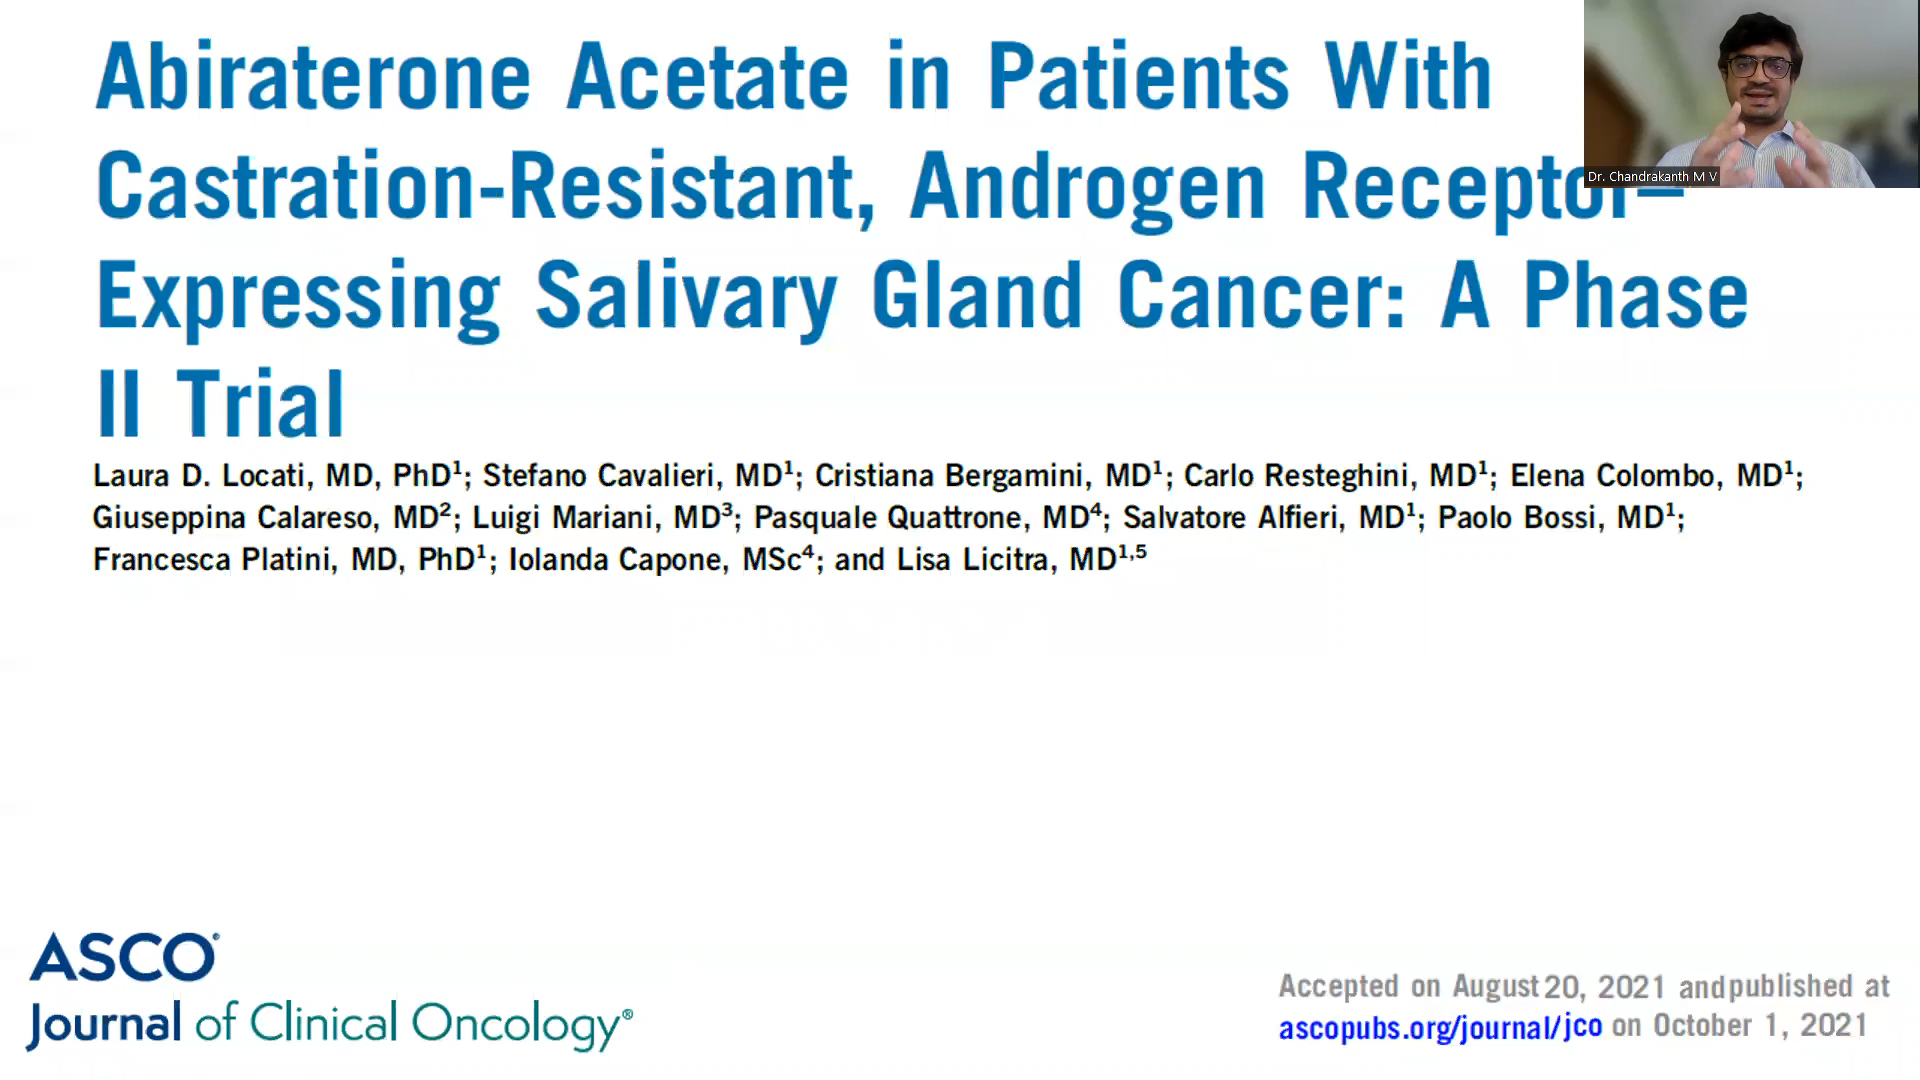 Abiraterone Acetate in Patients With
Castration-Resistant, Androgen Receptor–
Expressing Salivary Gland Cancer: A Phase
II Trial
Dr. Chandrakanth M V
Laura D. Locati, MD, PhD¹; Stefano Cavalieri, MD¹; Cristiana Bergamini, MD¹; Carlo Resteghini, MD¹; Elena Colombo, MD¹;
Giuseppina Calareso, MD²; Luigi Mariani, MD³; Pasquale Quattrone, MD⁴; Salvatore Alfieri, MD¹; Paolo Bossi, MD¹;
Francesca Platini, MD, PhD¹; Iolanda Capone, MSc⁴; and Lisa Licitra, MD¹,⁵
ASCO®
Journal of Clinical Oncology®
Accepted on August 20, 2021 and published at
ascopubs.org/journal/jco on October 1, 2021